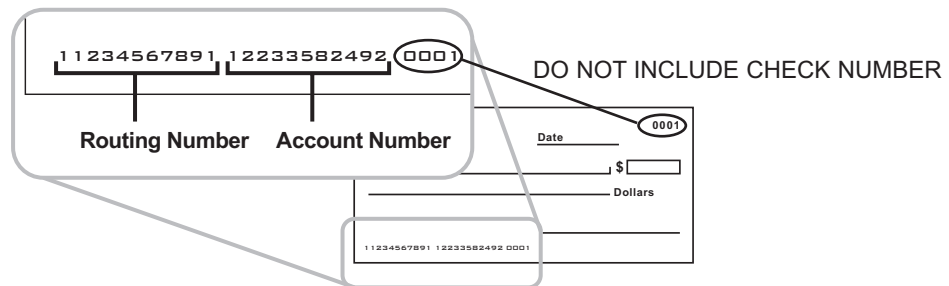 11234567891 12233582492 0001
DO NOT INCLUDE CHECK NUMBER
Routing Number Account Number
0001
Date
$
Dollars
11234567891 12233582492 0001